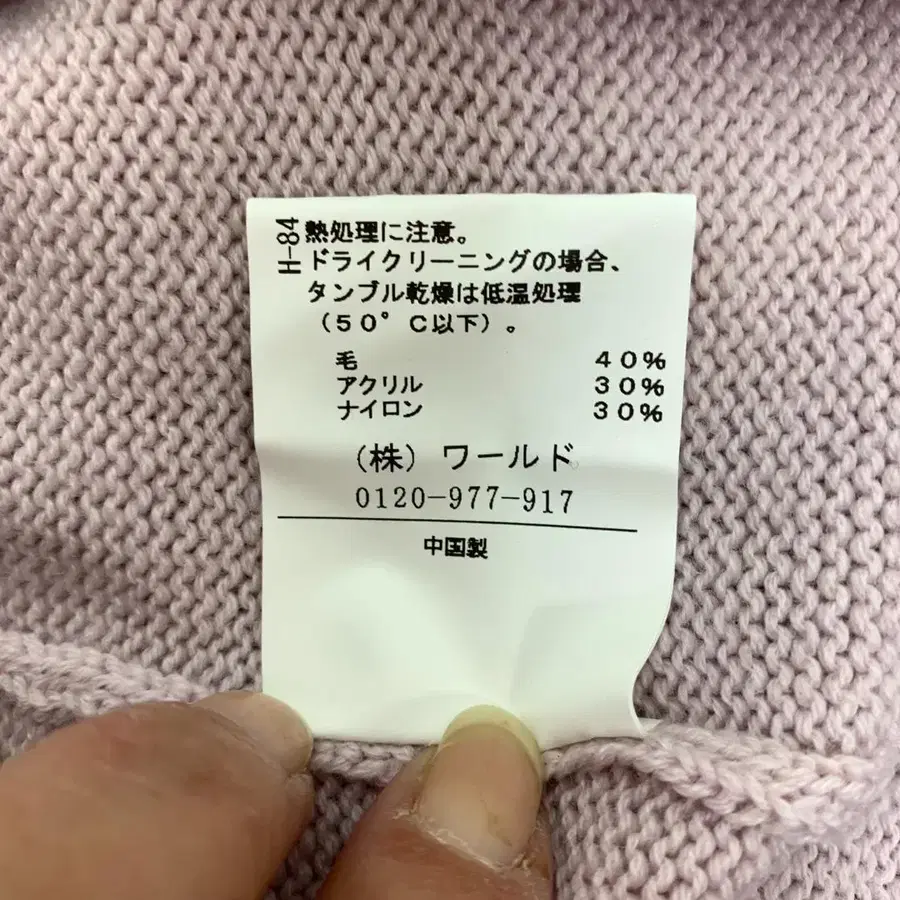 H-84
熱処理に注意。
ドライクリーニングの場合、
タンブル乾燥は低温処理
（５０°Ｃ以下）。
毛 ４０％
アクリル ３０％
ナイロン ３０％
（株）ワールド
0120-977-917
中国製